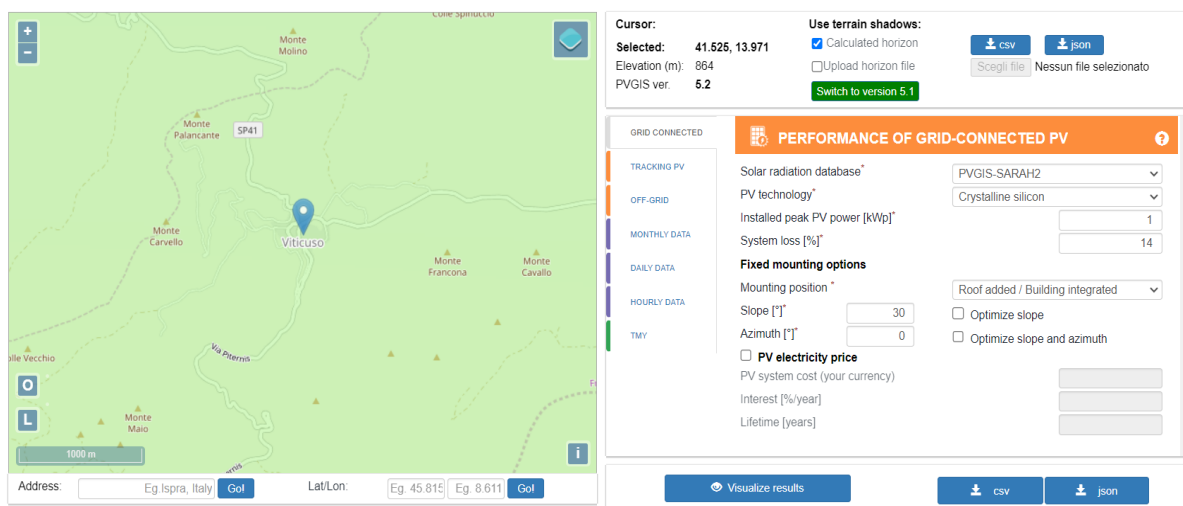 Colle Spinuccio
+
−
Monte
Molino
Monte
Palancante
SP41
Monte
Carvello
Viticuso
Monte
Francona
Monte
Cavallo
Via Piternis
olle Vecchio
O
L
Monte
Maio
1000 m
i
Address:
Eg.Ispra, Italy
Go!
Lat/Lon:
Eg. 45.815
Eg. 8.611
Go!
Cursor:
Selected: 41.525, 13.971
Elevation (m): 864
PVGIS ver. 5.2
Use terrain shadows:
Calculated horizon
csv
json
Upload horizon file
Scegli file Nessun file selezionato
Switch to version 5.1
GRID CONNECTED
TRACKING PV
OFF-GRID
MONTHLY DATA
DAILY DATA
HOURLY DATA
TMY
PERFORMANCE OF GRID-CONNECTED PV
?
Solar radiation database* PVGIS-SARAH2
PV technology* Crystalline silicon
Installed peak PV power [kWp]* 1
System loss [%]* 14
Fixed mounting options
Mounting position * Roof added / Building integrated
Slope [°]* 30 Optimize slope
Azimuth [°]* 0 Optimize slope and azimuth
PV electricity price
PV system cost (your currency)
Interest [%/year]
Lifetime [years]
Visualize results
csv
json